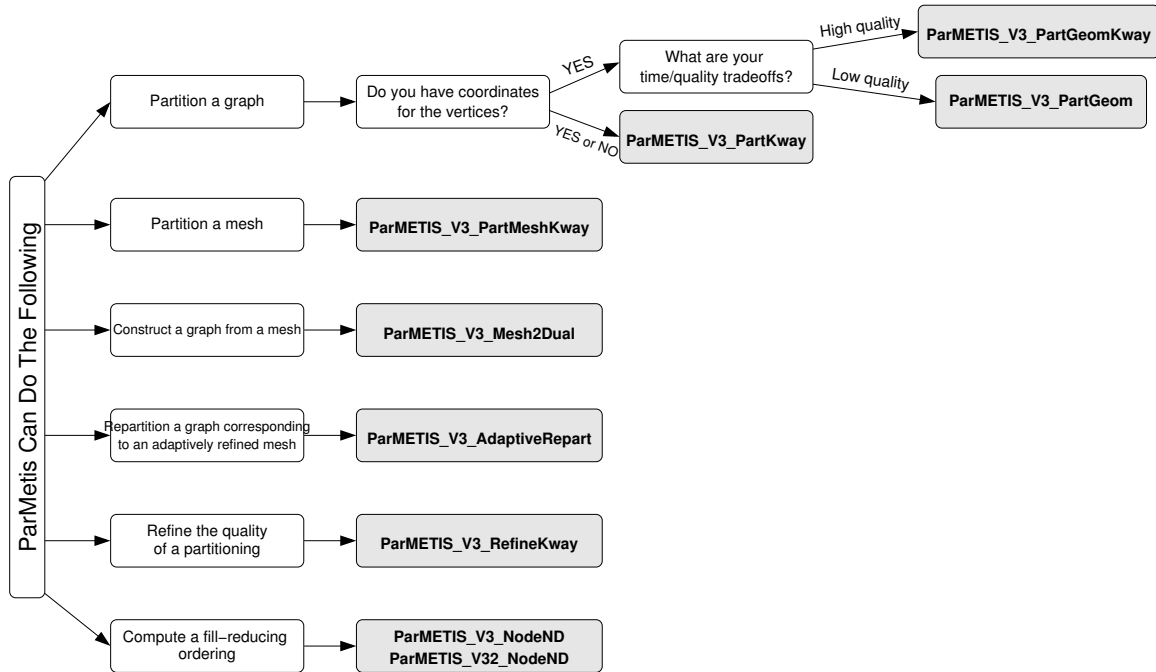 ParMetis Can Do The Following
Partition a graph
Do you have coordinates
for the vertices?
YES
YES or NO
What are your
time/quality tradeoffs?
High quality
Low quality
ParMETIS_V3_PartGeomKway
ParMETIS_V3_PartGeom
ParMETIS_V3_PartKway
Partition a mesh
ParMETIS_V3_PartMeshKway
Construct a graph from a mesh
ParMETIS_V3_Mesh2Dual
Repartition a graph corresponding
to an adaptively refined mesh
ParMETIS_V3_AdaptiveRepart
Refine the quality
of a partitioning
ParMETIS_V3_RefineKway
Compute a fill−reducing
ordering
ParMETIS_V3_NodeND
ParMETIS_V32_NodeND